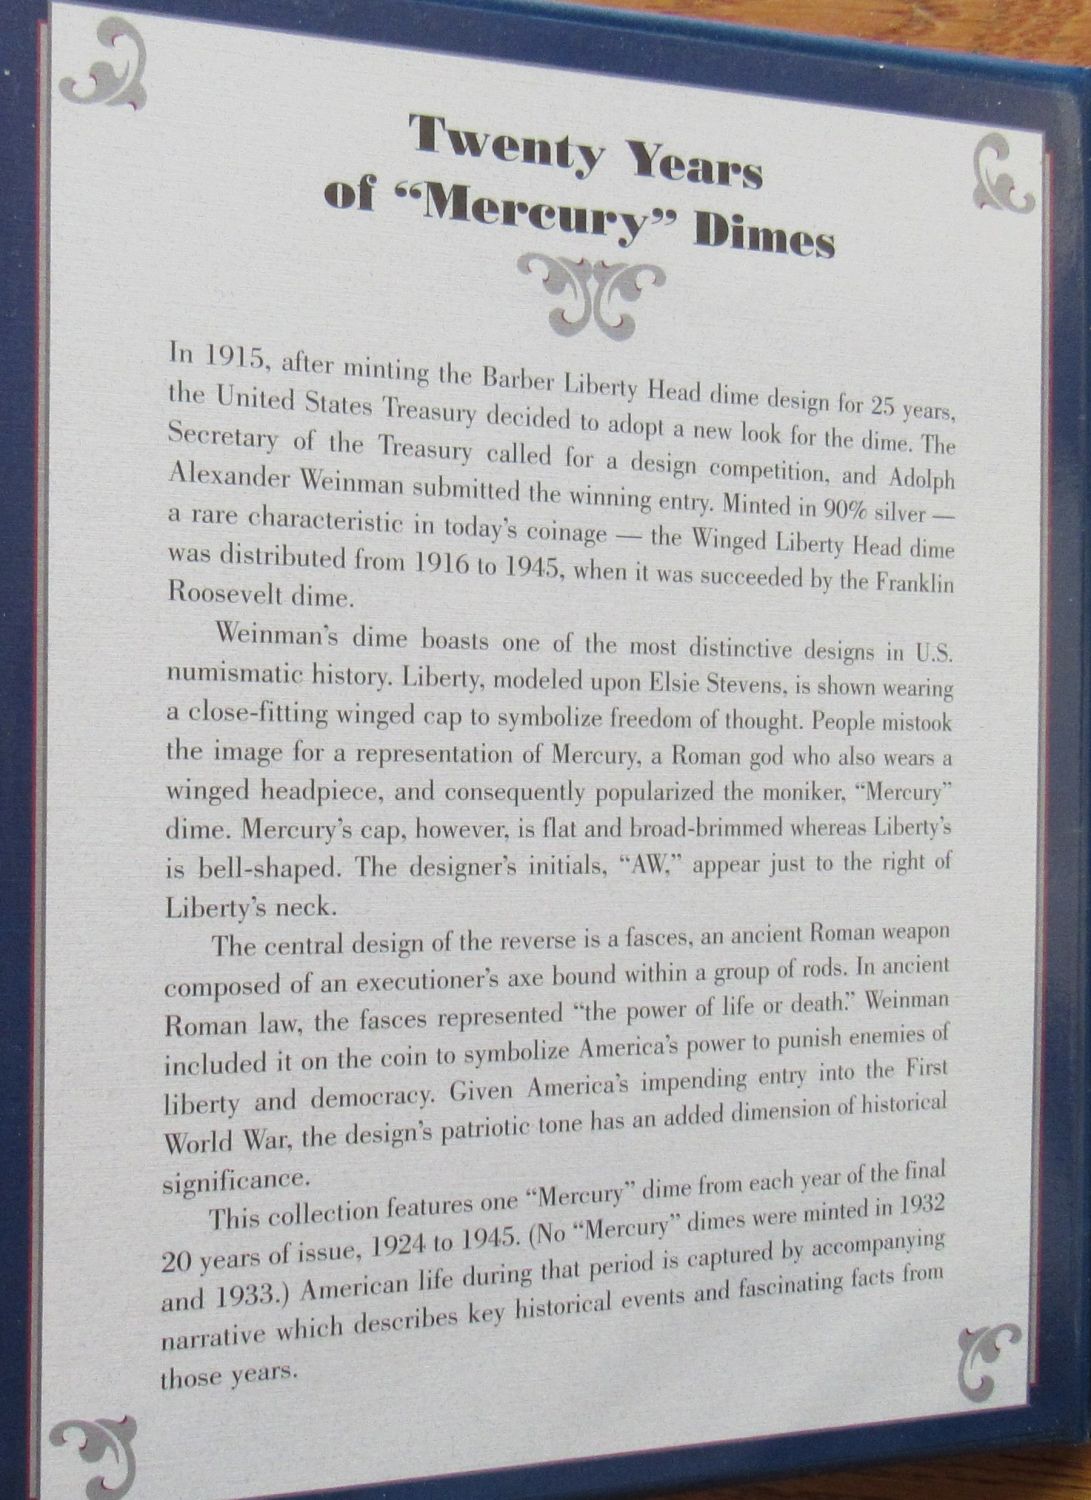 Twenty Years
of “Mercury” Dimes
In 1915, after minting the Barber Liberty Head dime design for 25 years,
the United States Treasury decided to adopt a new look for the dime. The
Secretary of the Treasury called for a design competition, and Adolph
Alexander Weinman submitted the winning entry. Minted in 90% silver —
a rare characteristic in today’s coinage — the Winged Liberty Head dime
was distributed from 1916 to 1945, when it was succeeded by the Franklin
Roosevelt dime.
Weinman’s dime boasts one of the most distinctive designs in U.S.
numismatic history. Liberty, modeled upon Elsie Stevens, is shown wearing
a close-fitting winged cap to symbolize freedom of thought. People mistook
the image for a representation of Mercury, a Roman god who also wears a
winged headpiece, and consequently popularized the moniker, “Mercury”
dime. Mercury’s cap, however, is flat and broad-brimmed whereas Liberty’s
is bell-shaped. The designer’s initials, “AW,” appear just to the right of
Liberty’s neck.
The central design of the reverse is a fasces, an ancient Roman weapon
composed of an executioner’s axe bound within a group of rods. In ancient
Roman law, the fasces represented “the power of life or death.” Weinman
included it on the coin to symbolize America’s power to punish enemies of
liberty and democracy. Given America’s impending entry into the First
World War, the design’s patriotic tone has an added dimension of historical
significance.
This collection features one “Mercury” dime from each year of the final
20 years of issue, 1924 to 1945. (No “Mercury” dimes were minted in 1932
and 1933.) American life during that period is captured by accompanying
narrative which describes key historical events and fascinating facts from
those years.